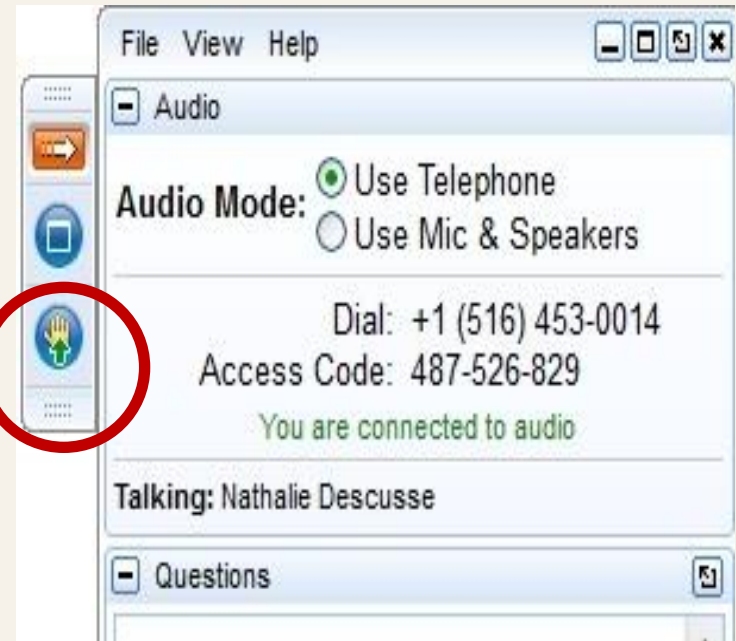 File View Help
Audio
Audio Mode: Use Telephone
Use Mic & Speakers
Dial: +1 (516) 453-0014
Access Code: 487-526-829
You are connected to audio
Talking: Nathalie Descusse
Questions